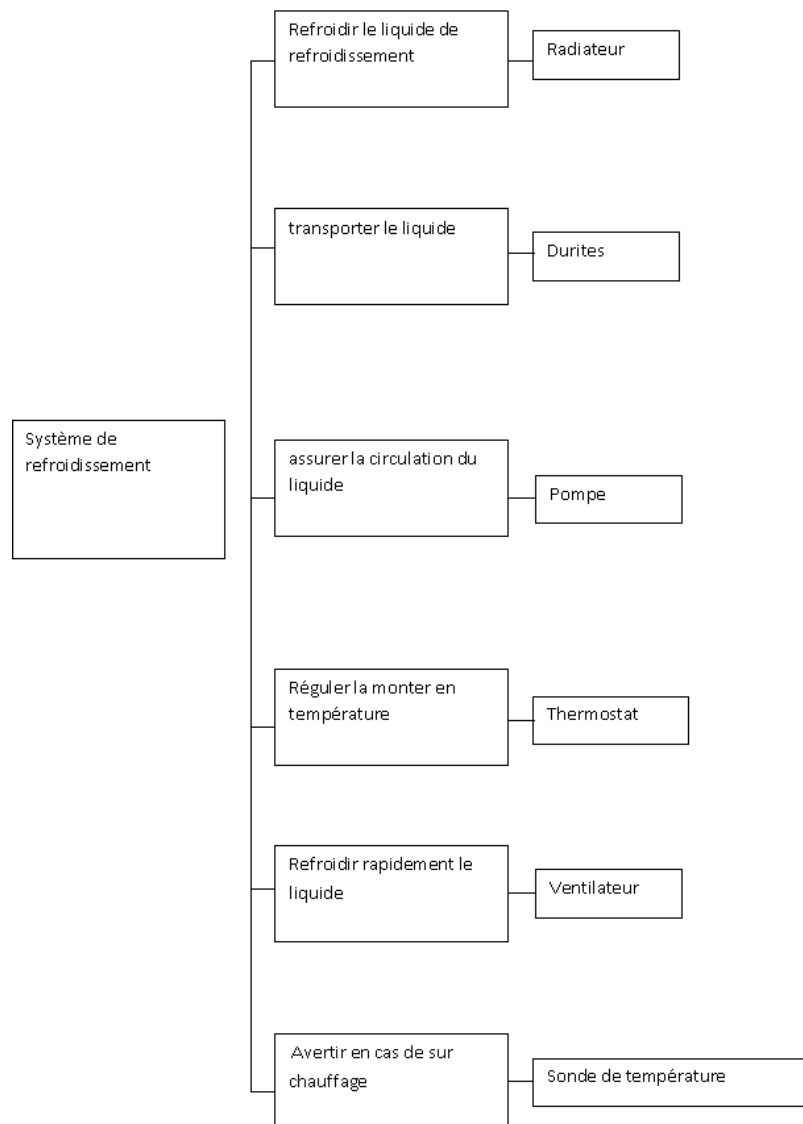 Refroidir le liquide de
refroidissement
Radiateur
transporter le liquide
Durites
Système de
refroidissement
assurer la circulation du
liquide
Pompe
Réguler la monter en
température
Thermostat
Refroidir rapidement le
liquide
Ventilateur
Avertir en cas de sur
chauffage
Sonde de température